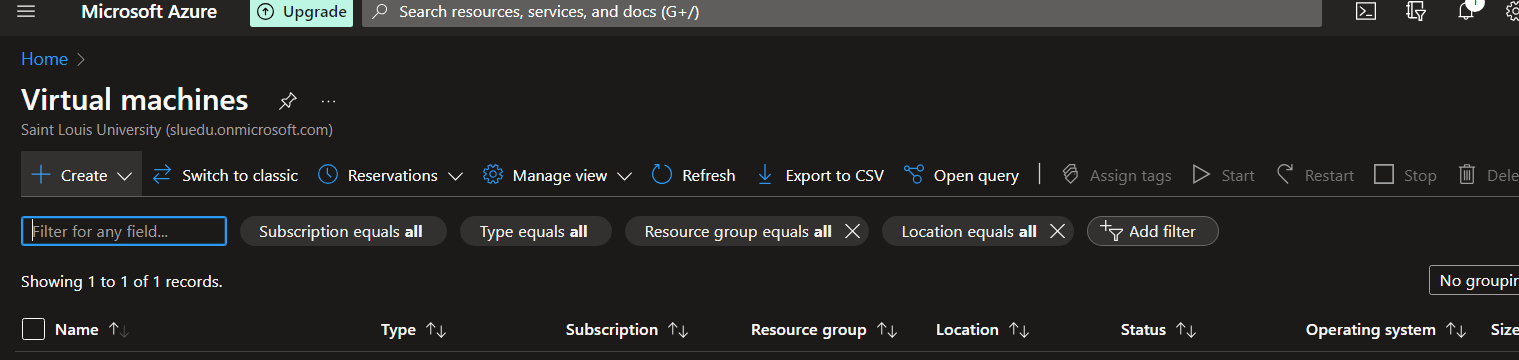 Microsoft Azure Upgrade Search resources, services, and docs (G+/) 1
Home >
Virtual machines ...
Saint Louis University (sluedu.onmicrosoft.com)
Create Switch to classic Reservations Manage view Refresh Export to CSV Open query Assign tags Start Restart Stop Dele
Filter for any field... Subscription equals all Type equals all Resource group equals all Location equals all Add filter
Showing 1 to 1 of 1 records.
No groupin
Name Type Subscription Resource group Location Status Operating system Size